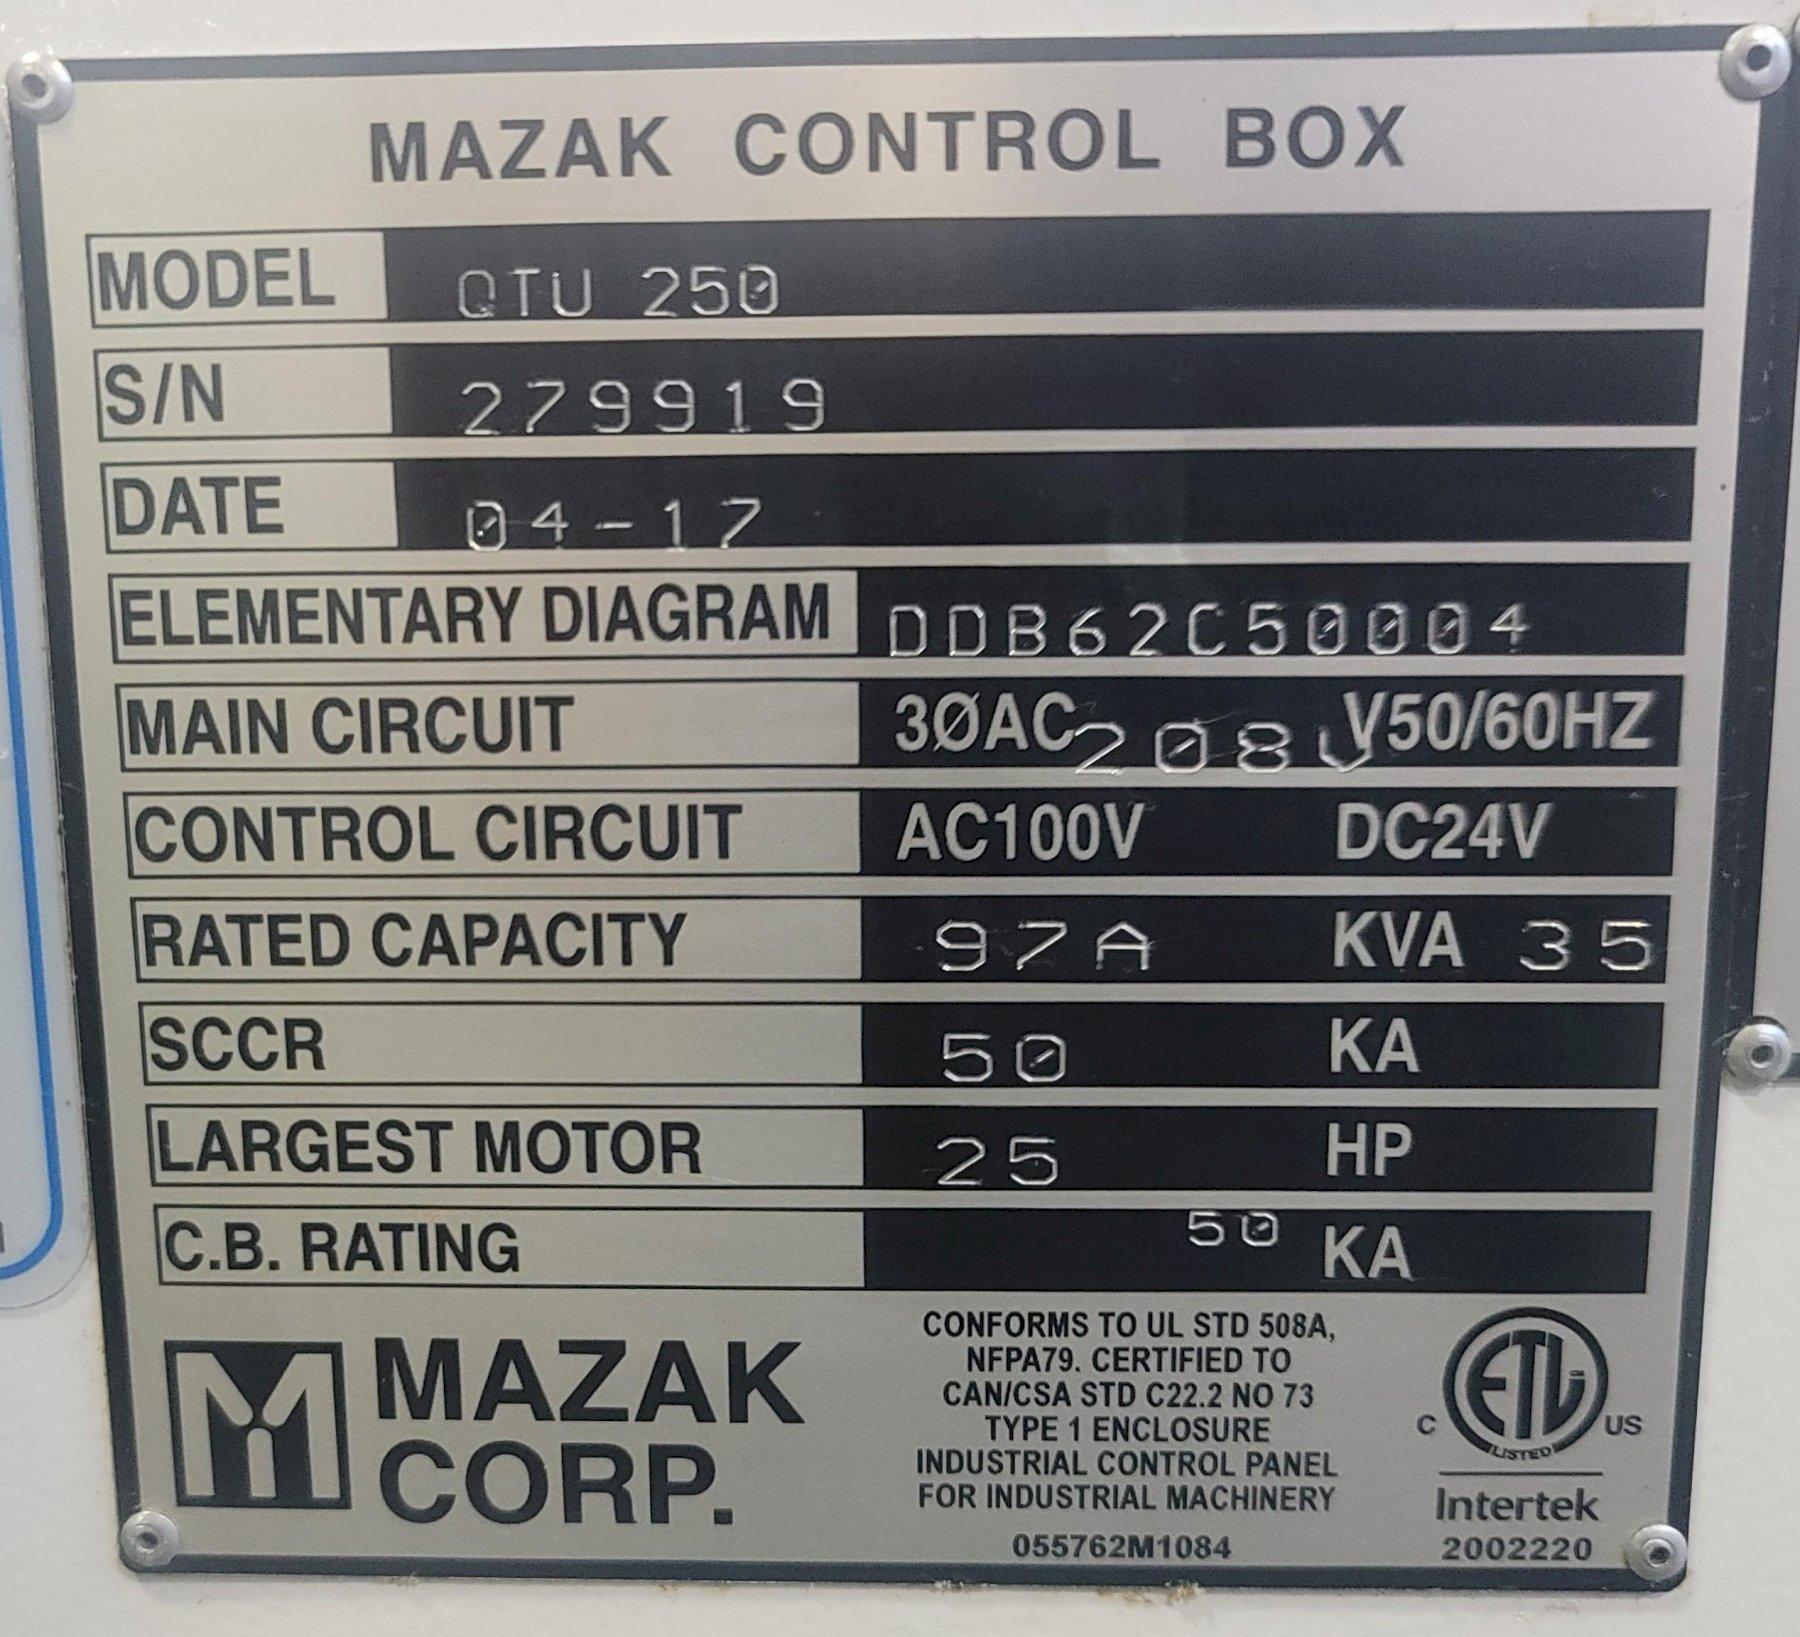 MAZAK CONTROL BOX
MODEL QTU 250
S/N 279919
DATE 04-17
ELEMENTARY DIAGRAM DDB62C50004
MAIN CIRCUIT 3ØAC 208V V50/60HZ
CONTROL CIRCUIT AC100V DC24V
RATED CAPACITY 97A KVA 35
SCCR 50 KA
LARGEST MOTOR 25 HP
C.B. RATING 50 KA
MAZAK
CORP.
CONFORMS TO UL STD 508A,
NFPA79. CERTIFIED TO
CAN/CSA STD C22.2 NO 73
TYPE 1 ENCLOSURE
INDUSTRIAL CONTROL PANEL
FOR INDUSTRIAL MACHINERY
055762M1084
C ETL US
LISTED
Intertek
2002220